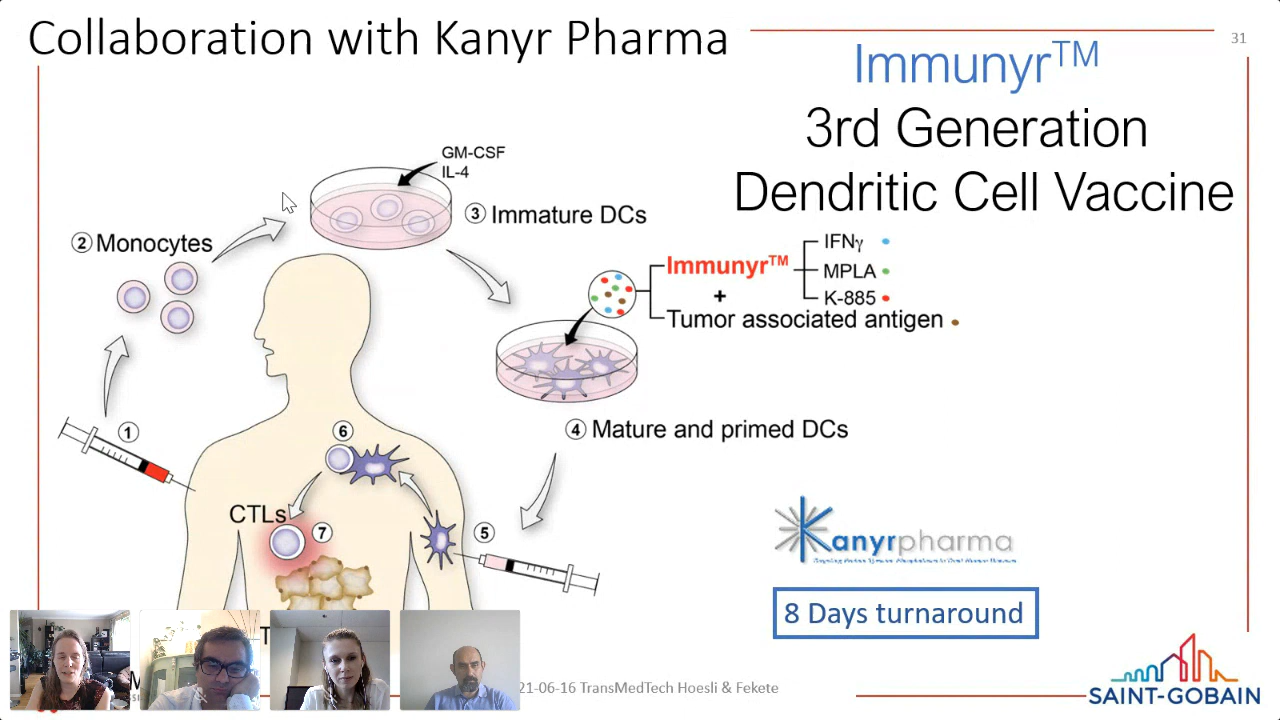 Collaboration with Kanyr Pharma
31
Immunyr™
3rd Generation
Dendritic Cell Vaccine
GM-CSF
IL-4
③ Immature DCs
② Monocytes
Immunyr™
+
Tumor associated antigen
IFNγ
MPLA
K-885
④ Mature and primed DCs
①
⑥
CTLs
⑦
⑤
Kanyrpharma
8 Days turnaround
21-06-16 TransMedTech Hoesli & Fekete
SAINT-GOBAIN